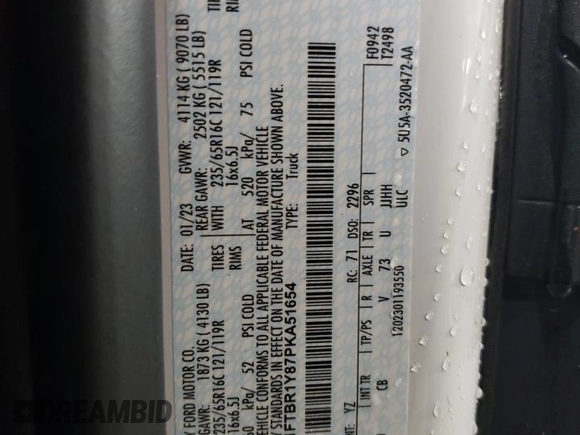 Y FORD MOTOR CO.
DATE: 01/23 GVWR: 4114 KG ( 9070 LB)
GAWR: 1873 KG ( 4130 LB)
REAR GAWR: 2502 KG ( 5515 LB)
235/65R16C 121/119R
TIRES WITH 235/65R16C 121/119R
16x6.5J
RIMS 16x6.5J
kPa/ 52 PSI COLD
AT 520 kPa/ 75 PSI COLD
VEHICLE CONFORMS TO ALL APPLICABLE FEDERAL MOTOR VEHICLE
STANDARDS IN EFFECT ON THE DATE OF MANUFACTURE SHOWN ABOVE.
FTBR1Y87PKA51654
TYPE: Truck
YZ RC: 71 DSO: 2296
F0942
T2498
INT TR TP/PS R AXLE TR SPR
CB V 73 U JJHH
1202301193550 ULC
▽ 5U5A-3520472-AA
DREAMBID